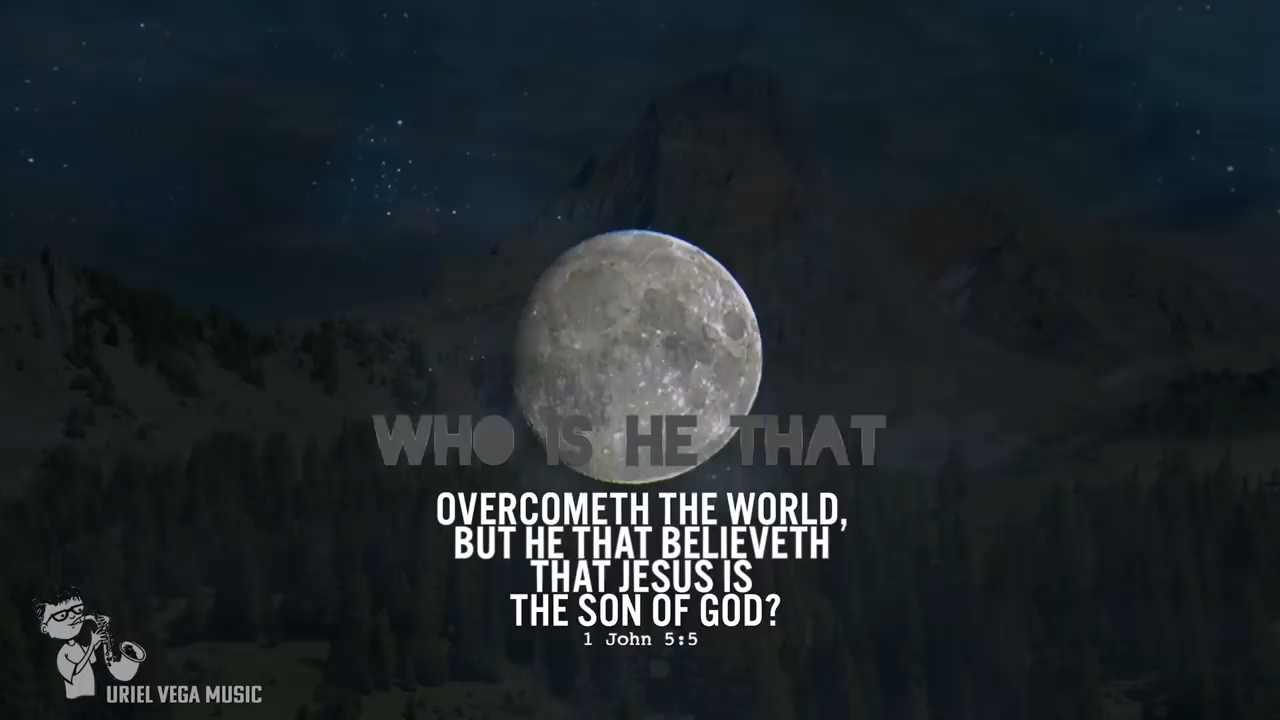 WHO IS HE THAT
OVERCOMETH THE WORLD,
BUT HE THAT BELIEVETH
THAT JESUS IS
THE SON OF GOD?
1 John 5:5
URIEL VEGA MUSIC